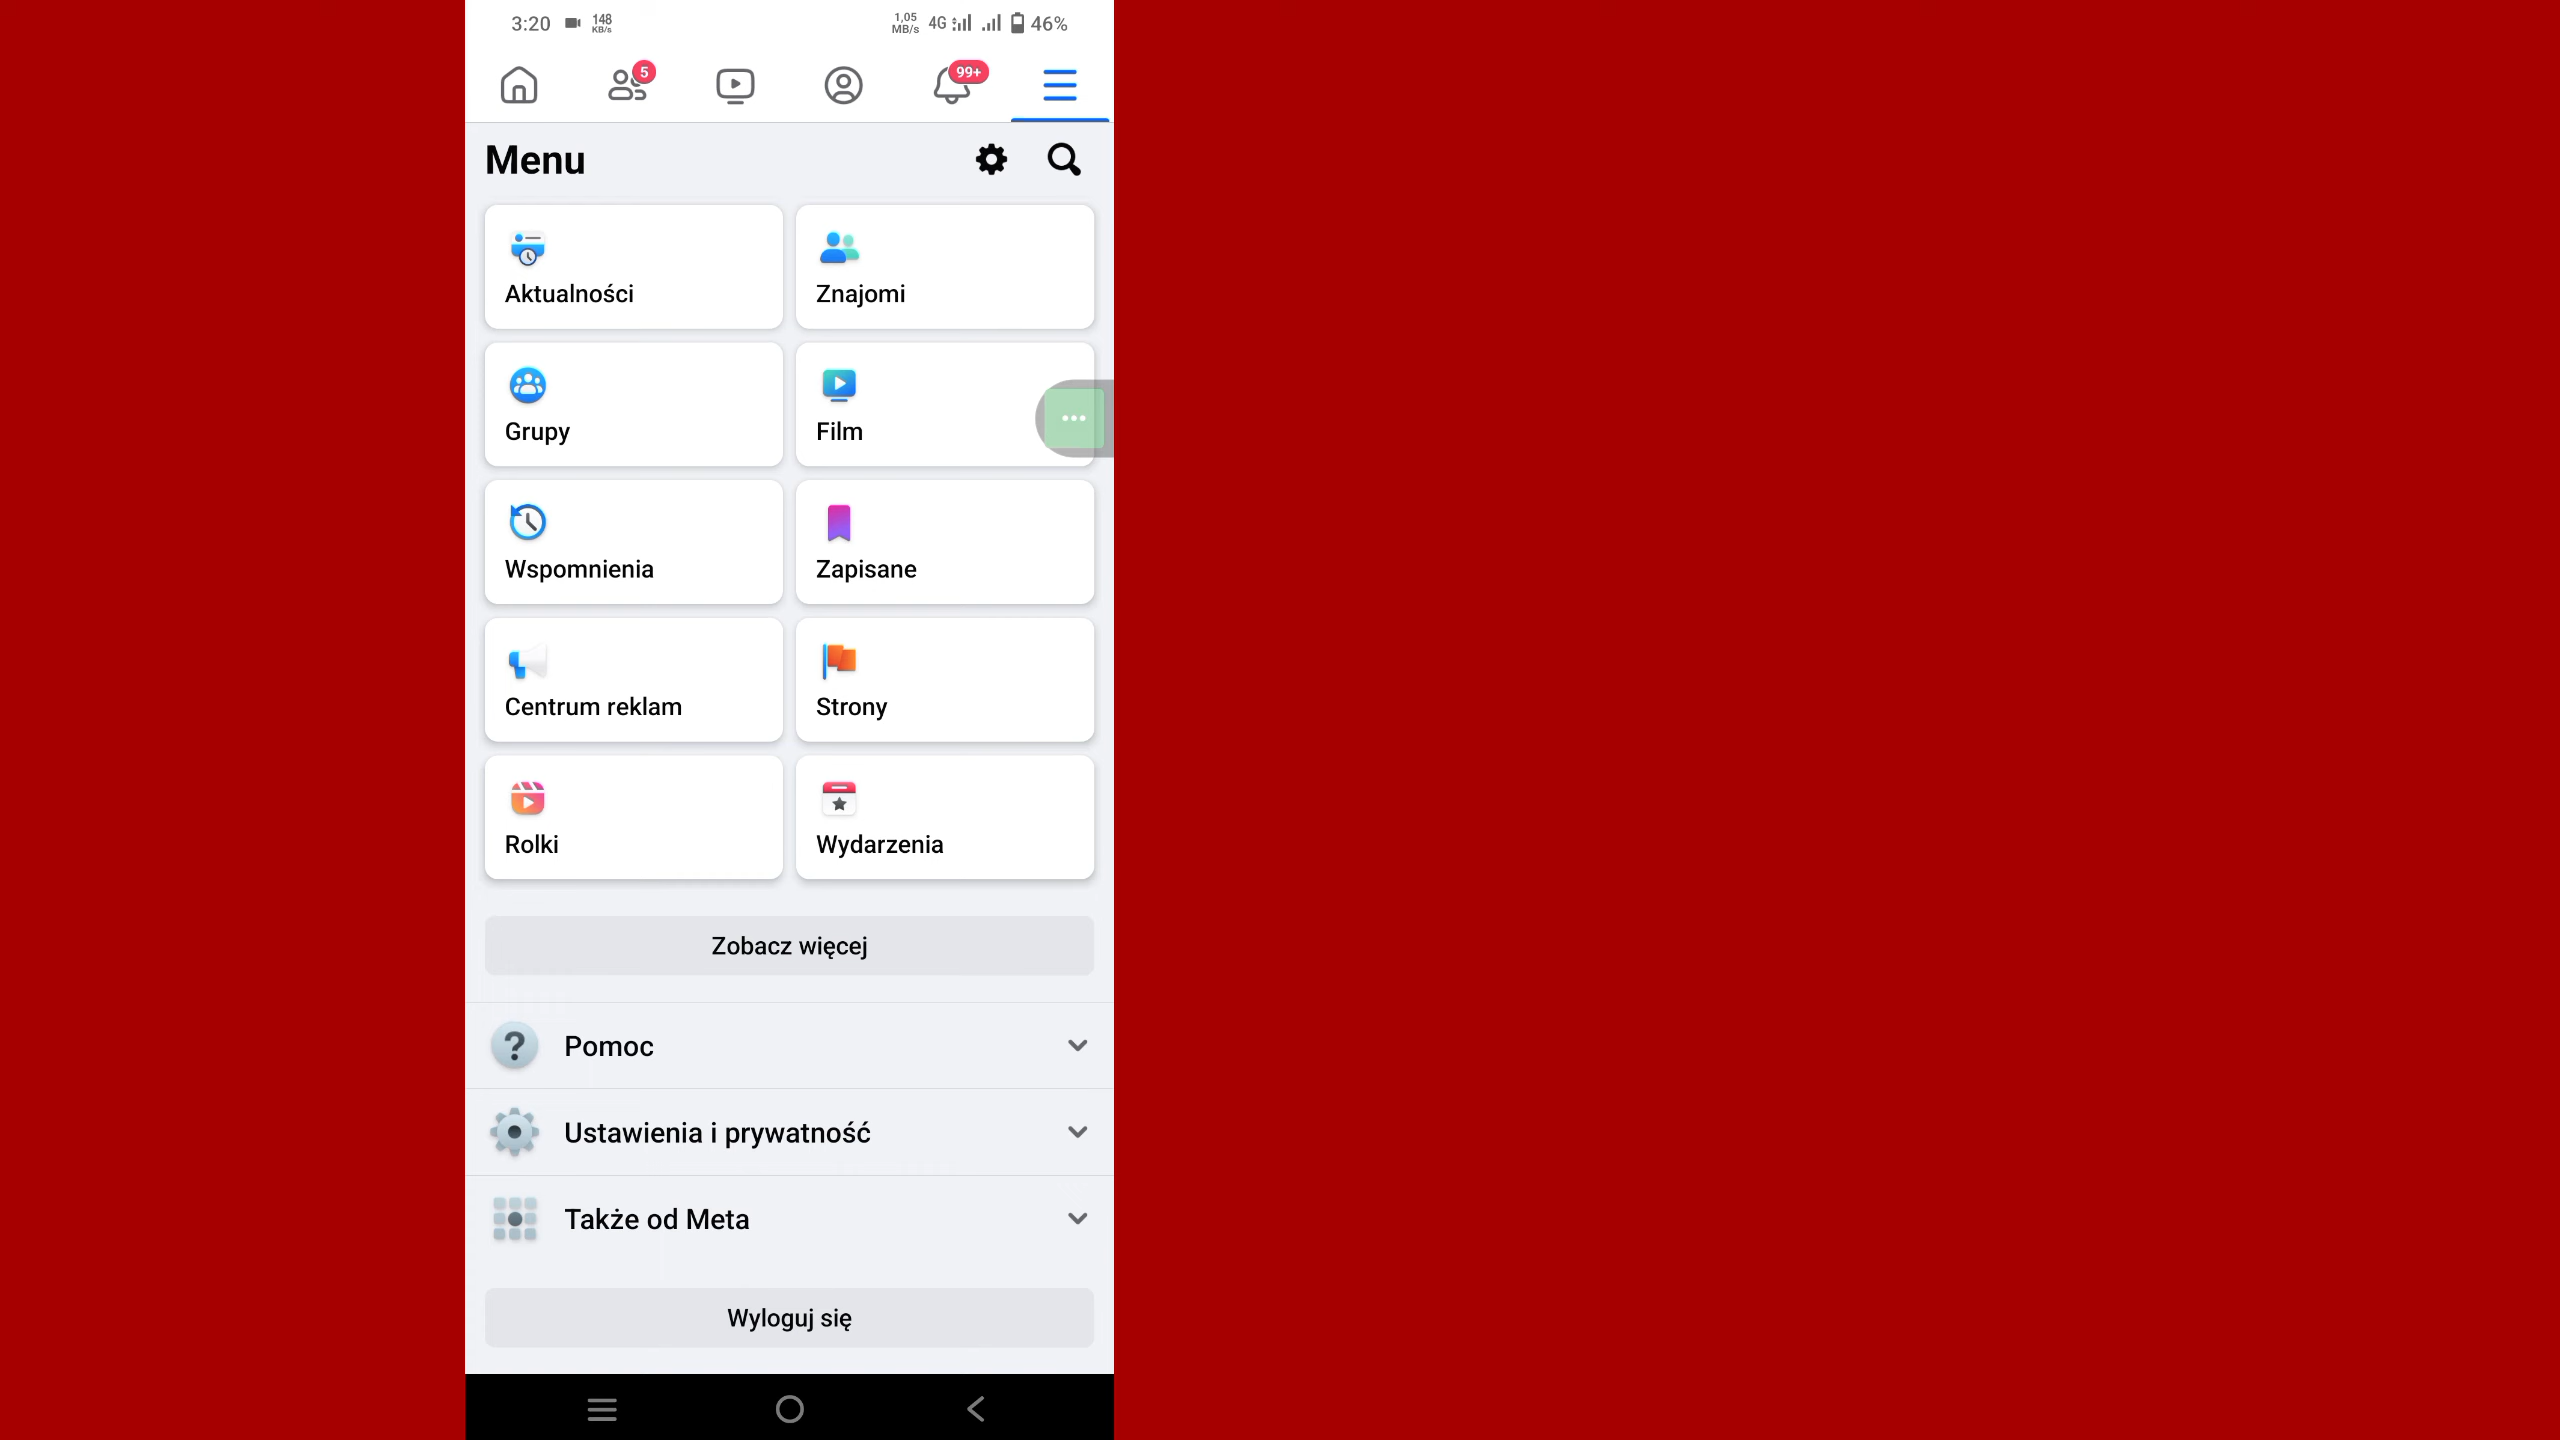 3:20 148 KB/s 1,05 MB/s 4G 46%
5 99+
Menu
Aktualności Znajomi
Grupy Film
Wspomnienia Zapisane
Centrum reklam Strony
Rolki Wydarzenia
Zobacz więcej
? Pomoc
Ustawienia i prywatność
Także od Meta
Wyloguj się